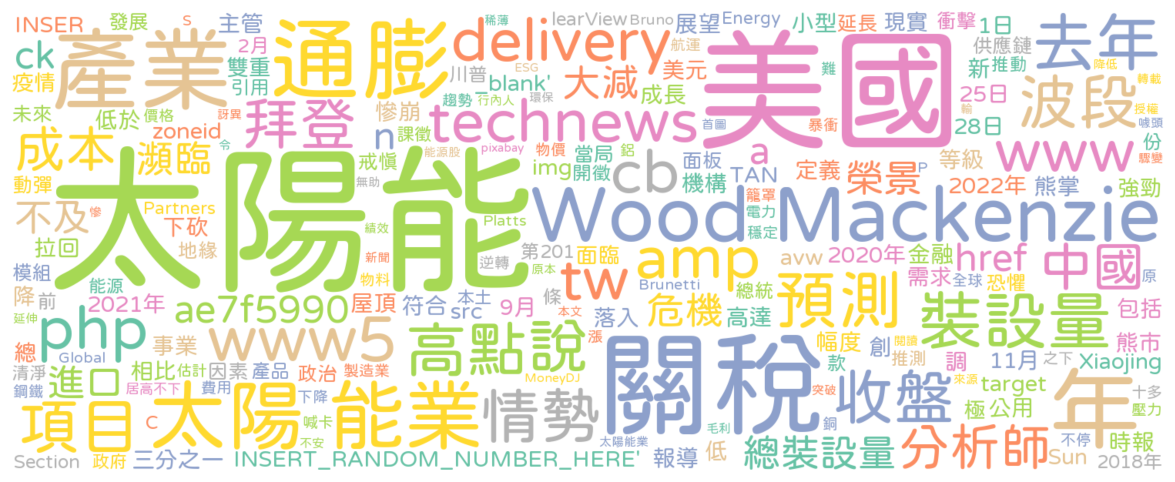 INSER 發展 s 主管 通膨 delivery 稀薄 learView Bruno 展望 Energy 小型 延長 現實 衝擊 1日 去年
ck 產業 2月 雙重 引用 川普 _blank' ESG 大減 航運 美元 美國 供應鏈 新 推動 難 降低 轉載
疫情 未來 低於 價格 拜登 慘崩 趨勢 行內人 環保 成長 25日 波段 授權
成本 瀕臨 zoneid 訝異 令 n 課徵 technews 首圖 暴衝 28日 輸 噱頭
動彈 戒慎 能源股 pixabay 物價 當局 開徵 鋁 面板 a www 份 驟變
不及 慘 Partners 下砍 太陽能 無助 img cb 機構 TAN 定義 榮景 等級 2022年 熊掌 強勁
拉回 地緣 績效 Platts Wood Mackenzie 籠罩 電力 穩定 P
模組 能源 新聞 物料 逆轉 原本 第201 面臨 amp avw 2020年 金融 href 中國 原
降 前 2021年 ae7f5990 屋頂 符合 本土 src 9月 條 tw Brunetti 總統 需求 全球 恐懼
延伸 php 事業 www5 本文 高點說 落入 危機 高達 預測 裝設量 包括
總 Global 清淨 進口 相比 估計 因素 產品 政治 製造業 漲 關稅 幅度 創 款 推測 閱讀 調 11月 之下 熊市 Xiaojing
鋼鐵 居高不下 費用 下降 MoneyDJ 情勢 突破 收盤 來源 target 極 公用 年 十多
項目 太陽能業 C 喊卡 不安 毛利 太陽能業 銅 分析師 不停 壓力 時報
Section 政府 三分之一 INSERT_RANDOM_NUMBER_HERE' 報導 低 總裝設量 Sun 2018年